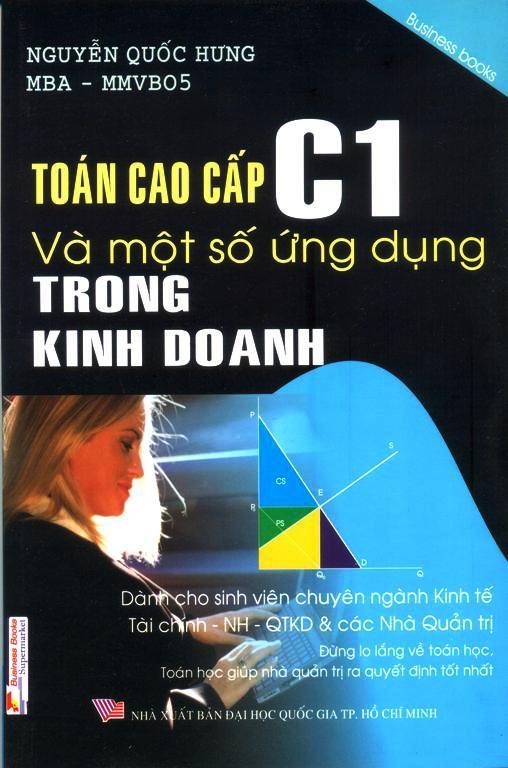 Business books
NGUYỄN QUỐC HƯNG
MBA - MMVBO5
TOÁN CAO CẤP C1
Và một số ứng dụng
TRONG
KINH DOANH
P
S
CS
E
P₀
PS
Q₀
D
Q
Dành cho sinh viên chuyên ngành Kinh tế
Tài chính - NH - QTKD & các Nhà Quản trị
Đừng lo lắng về toán học,
Toán học giúp nhà quản trị ra quyết định tốt nhất
Business Books
Supermarket
NHÀ XUẤT BẢN ĐẠI HỌC QUỐC GIA TP. HỒ CHÍ MINH